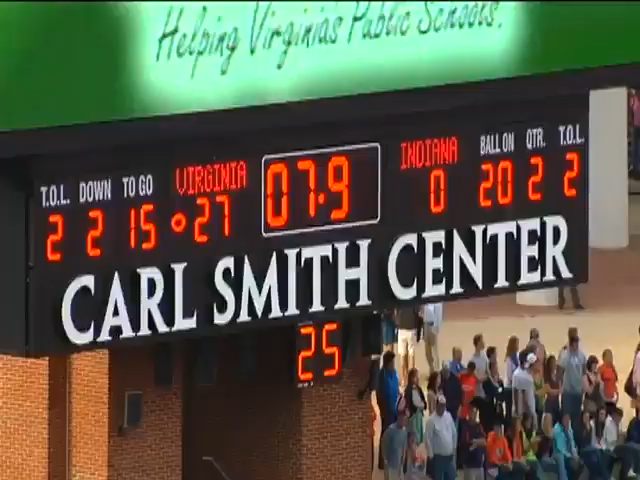 Helping Virginia's Public Schools.
T.O.L. DOWN TO GO VIRGINIA 07.9 INDIANA BALL ON QTR. T.O.L.
2 2 15 27 0 20 2 2
CARL SMITH CENTER
25